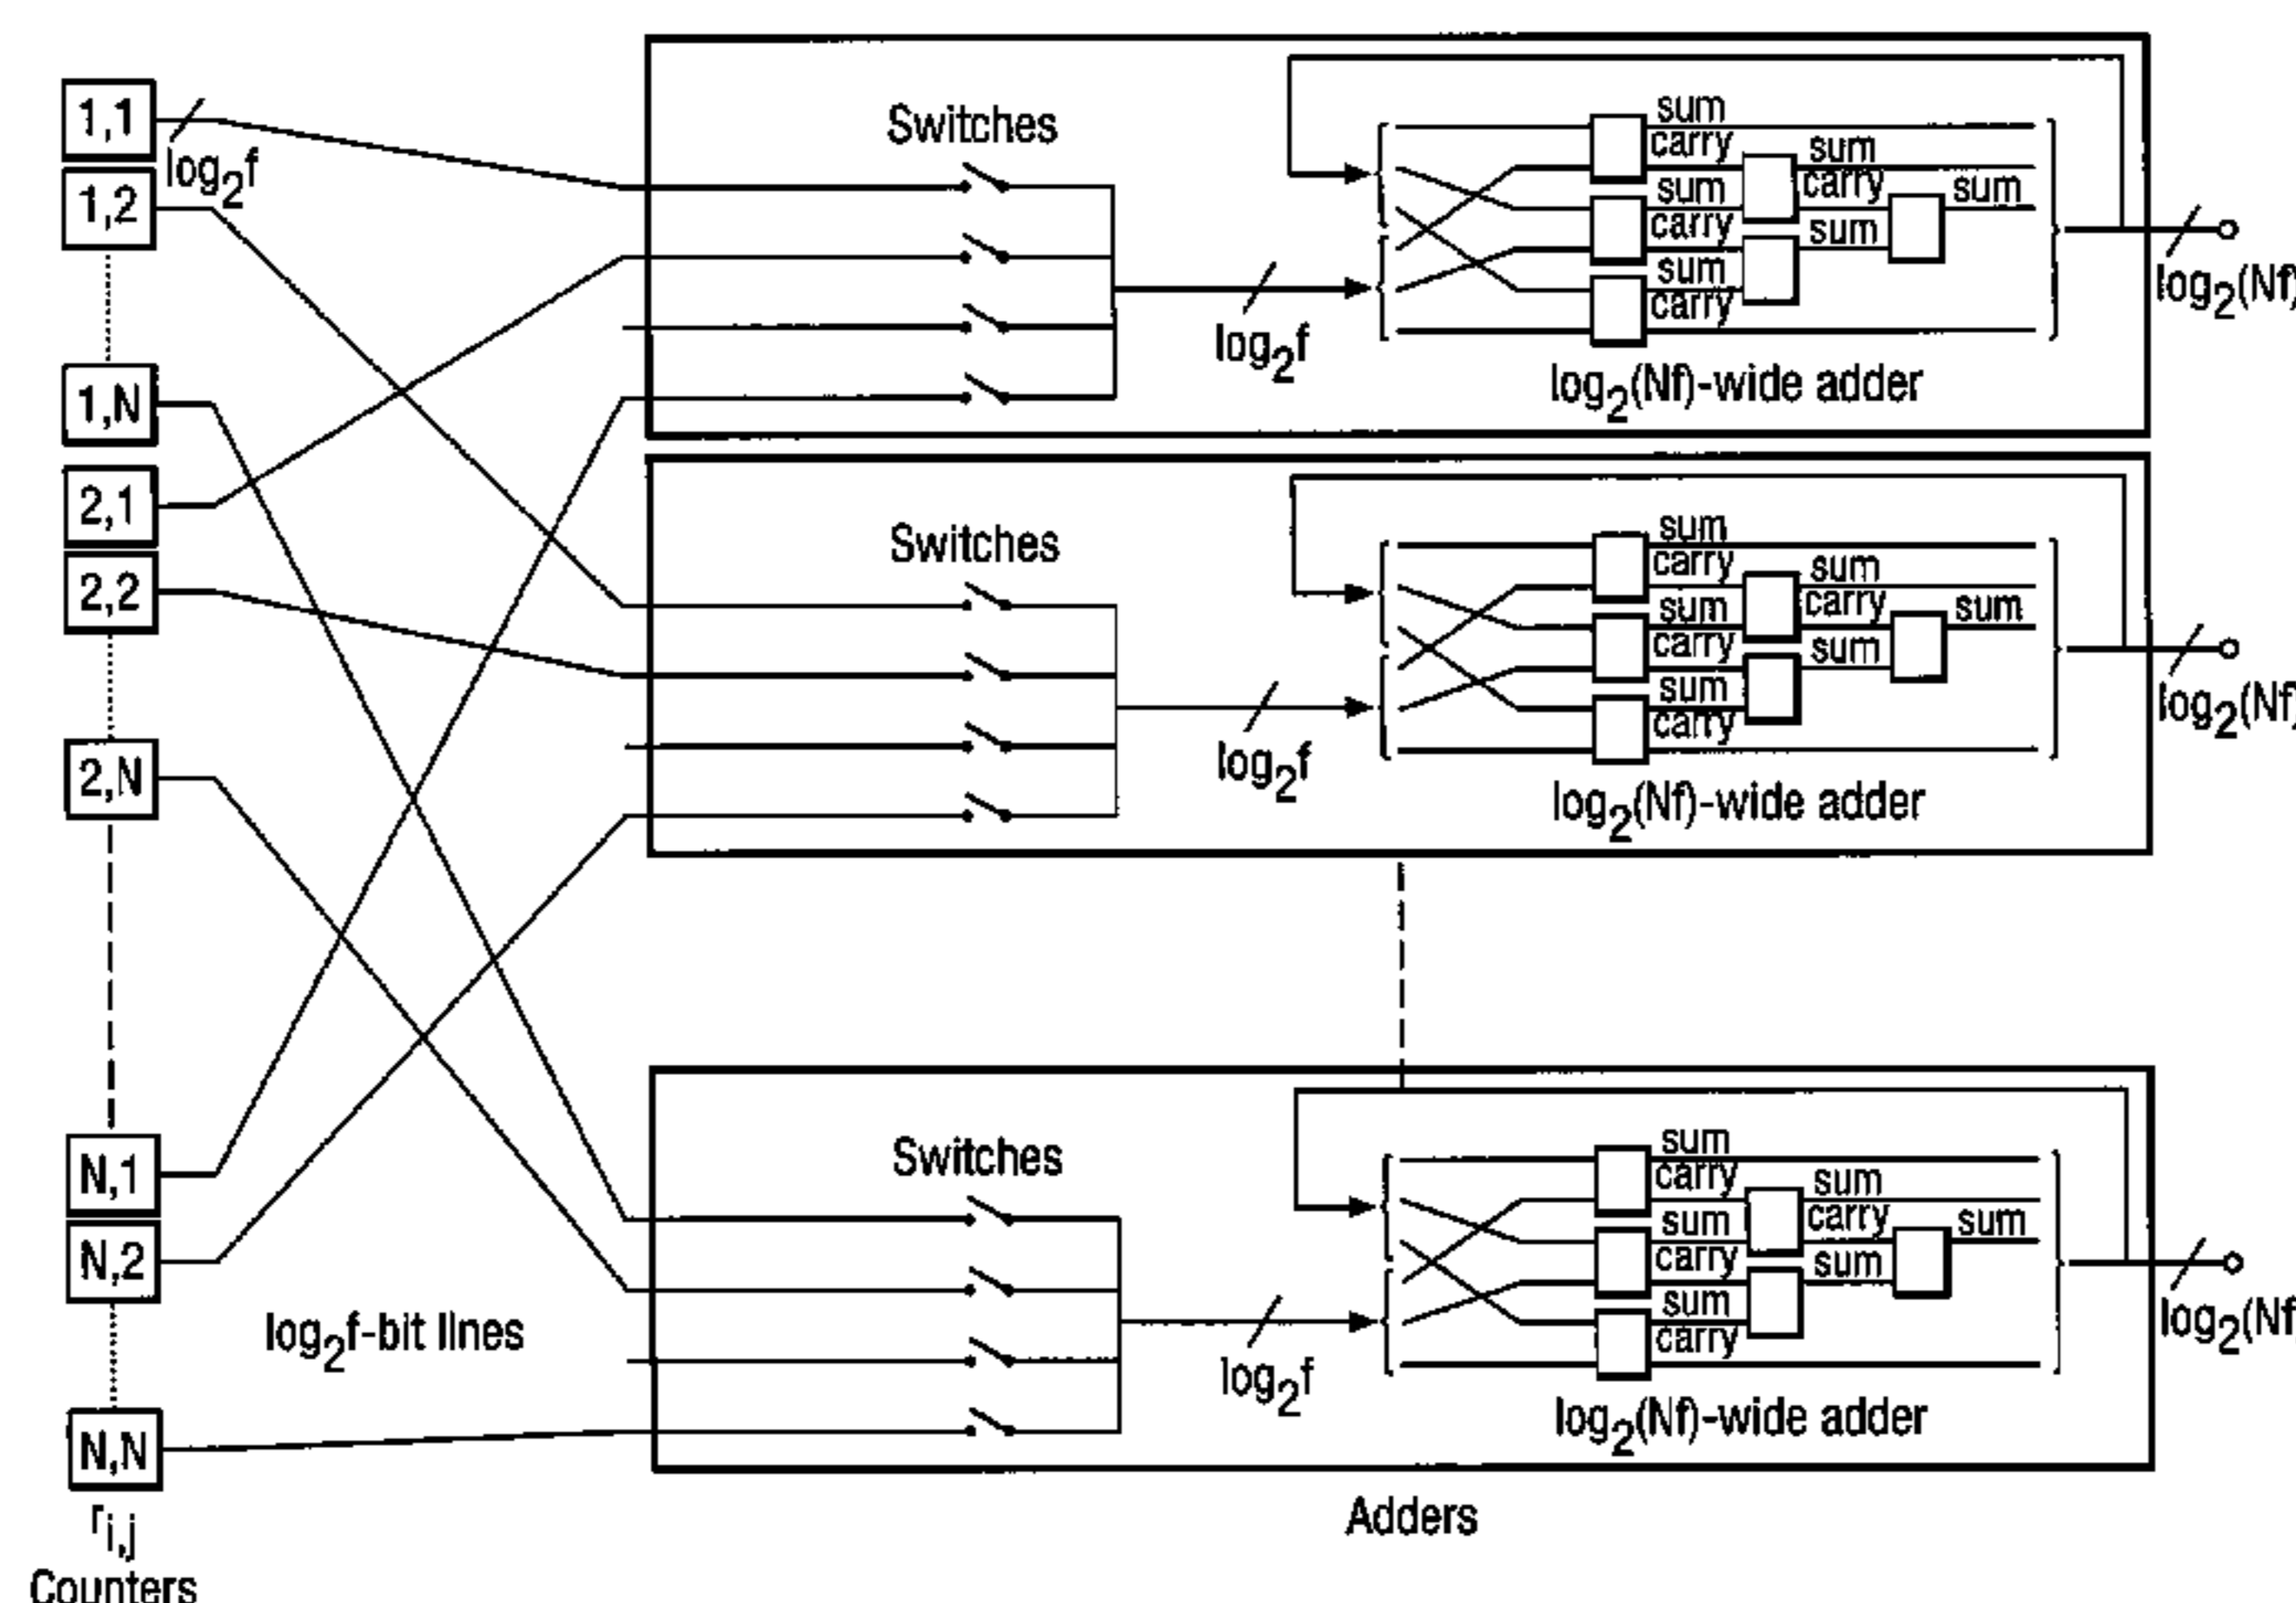 1,1
log2f
1,2
1,N
2,1
2,2
2,N
N,1
N,2
N,N
ri,j
Counters
log2f-bit lines
Switches
log2f
sum
carry
sum
carry
sum
carry
sum
carry
sum
sum
log2(Nf)-wide adder
log2(Nf)
Switches
log2f
sum
carry
sum
carry
sum
carry
sum
carry
sum
sum
log2(Nf)-wide adder
log2(Nf)
Switches
log2f
sum
carry
sum
carry
sum
carry
sum
carry
sum
sum
log2(Nf)-wide adder
log2(Nf
Adders